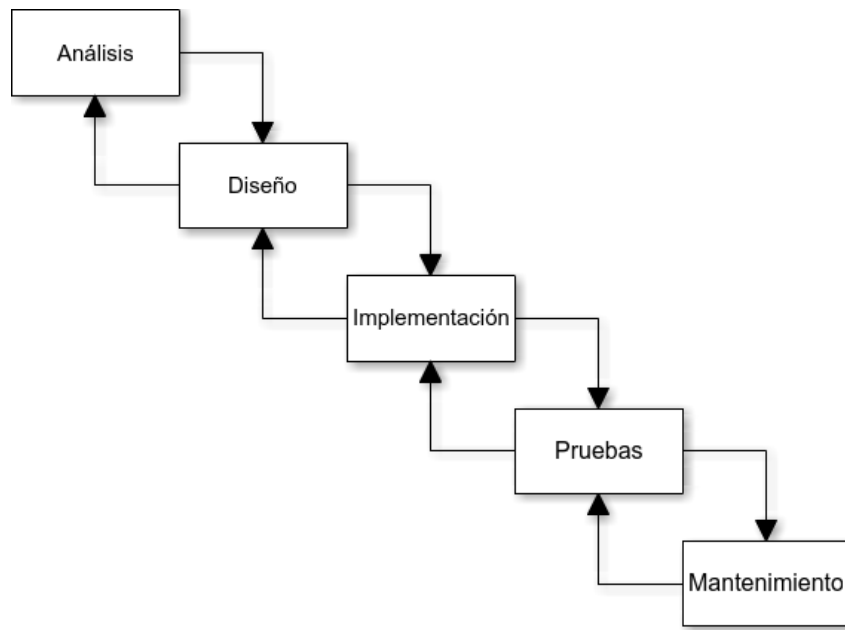 Análisis
Diseño
Implementación
Pruebas
Mantenimiento